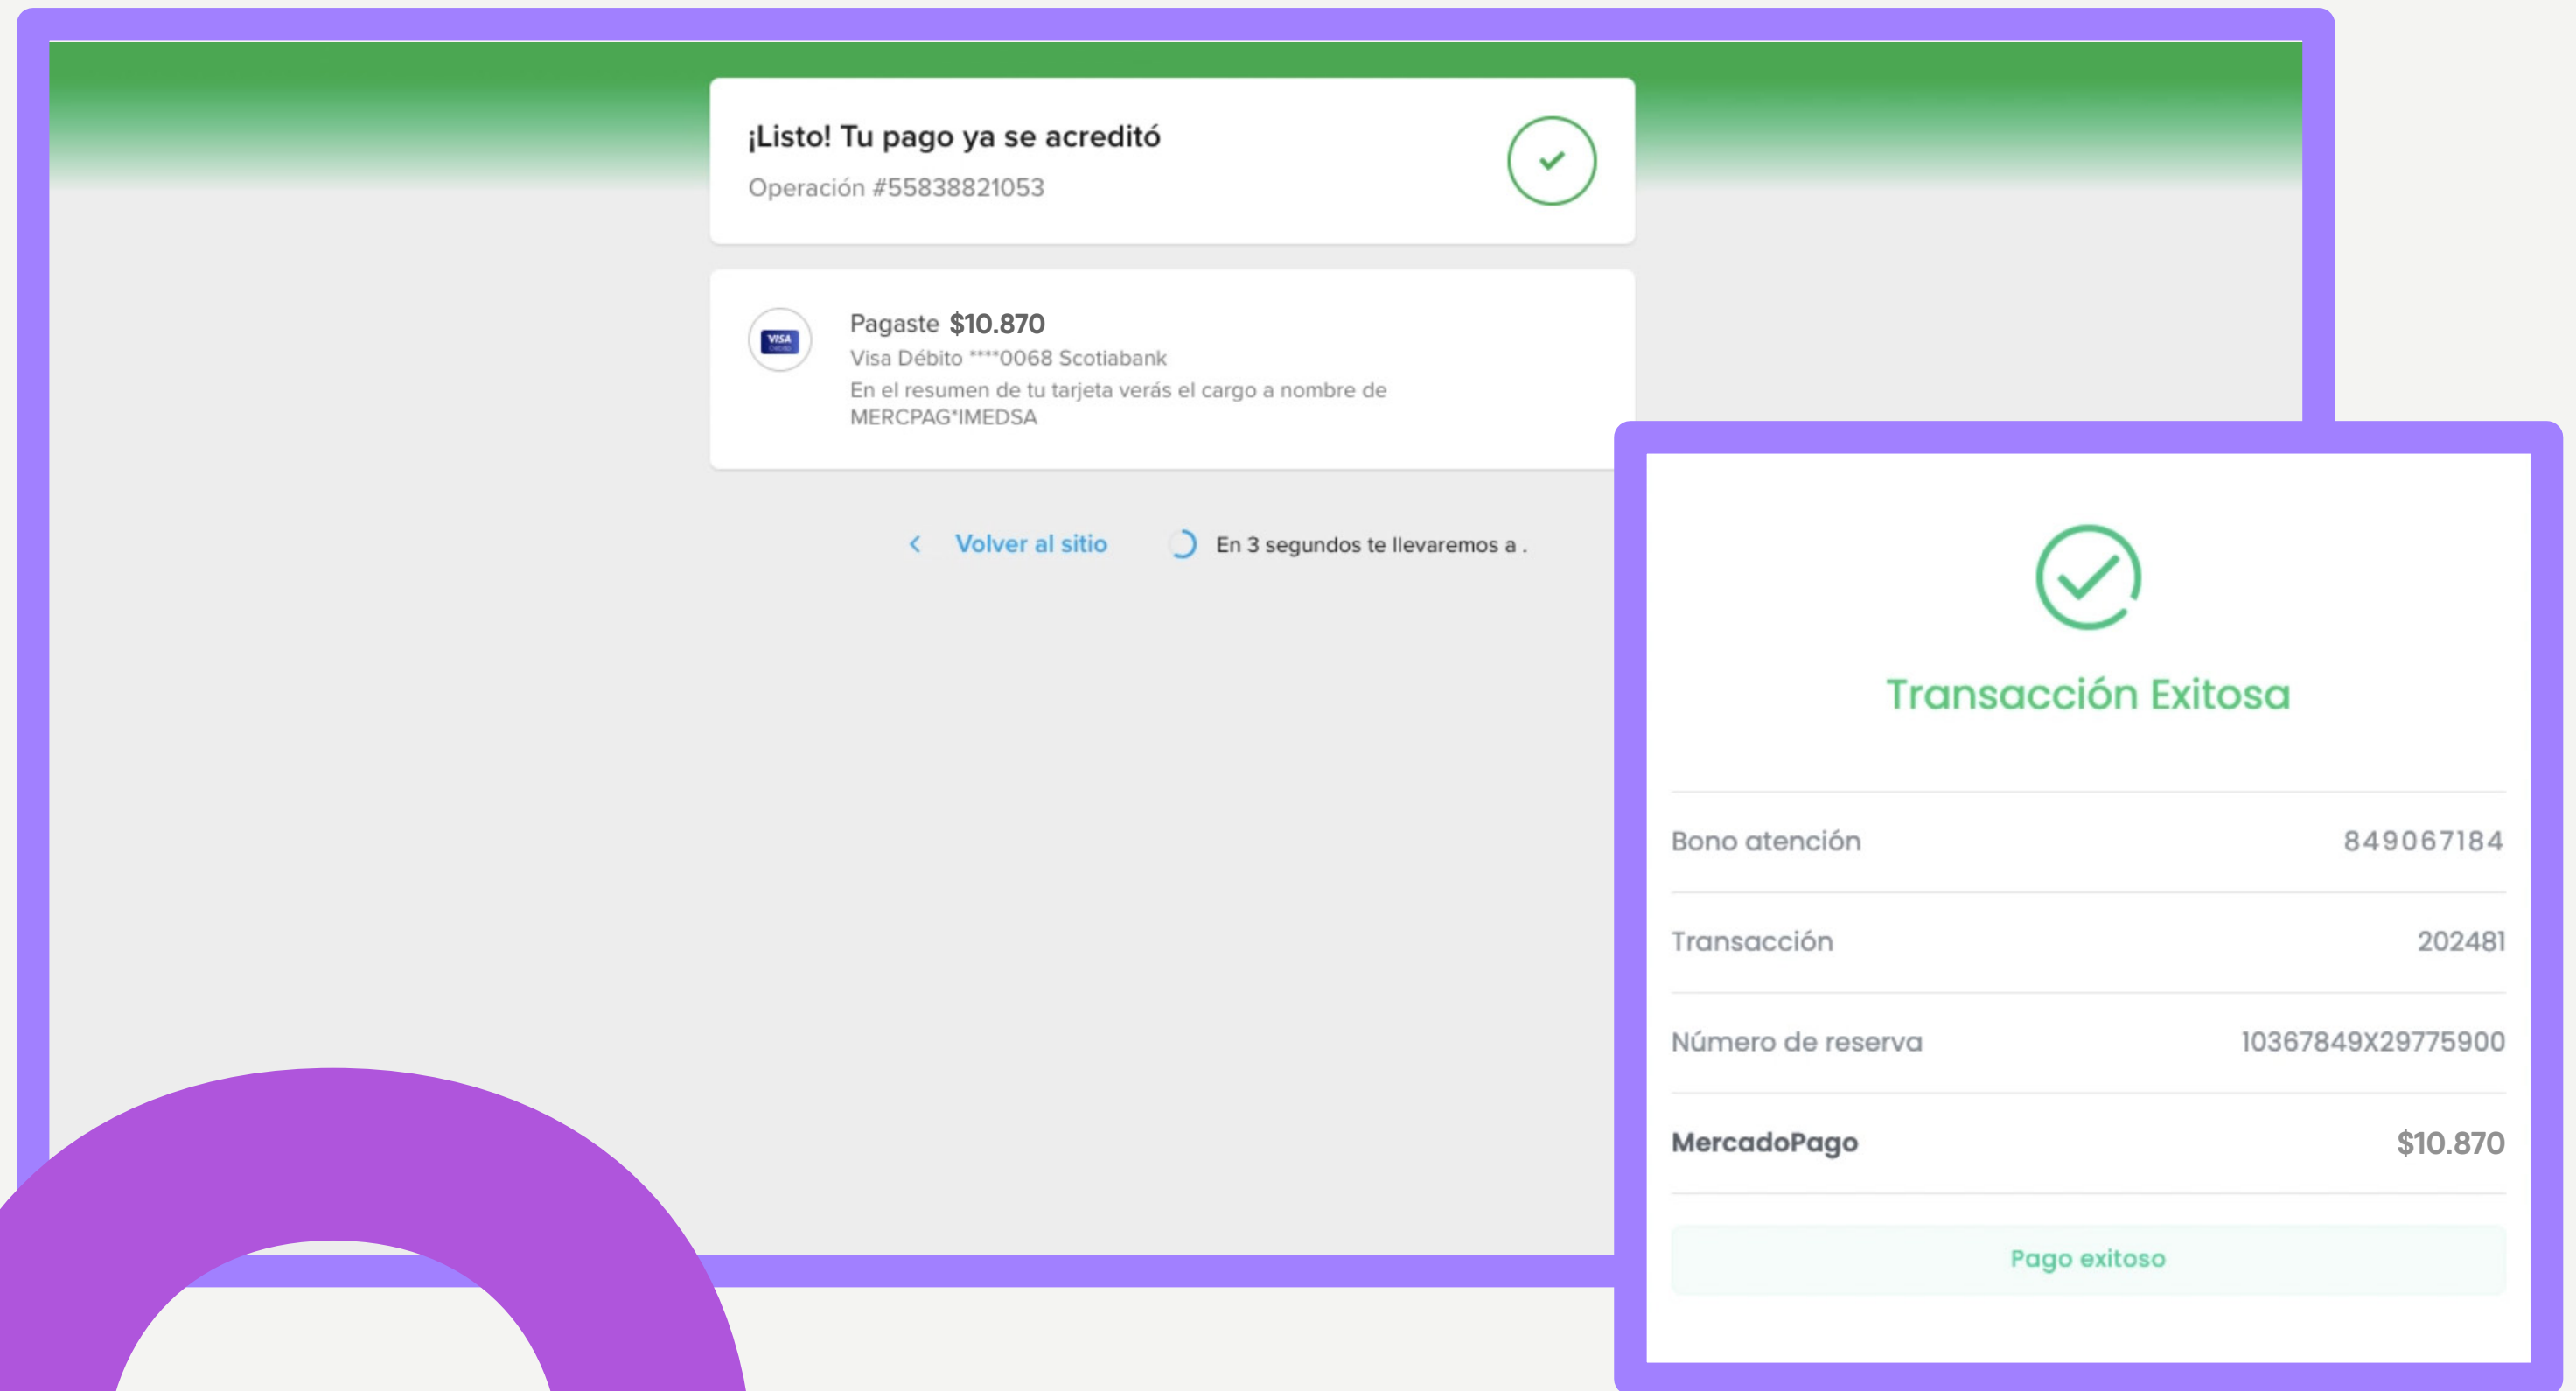 ¡Listo! Tu pago ya se acreditó
Operación #55838821053
VISA
Pagaste $10.870
Visa Débito ****0068 Scotiabank
En el resumen de tu tarjeta verás el cargo a nombre de
MERCPAG*IMEDSA
Volver al sitio
En 3 segundos te llevaremos a .
Transacción Exitosa
Bono atención 849067184
Transacción 202481
Número de reserva 10367849X29775900
MercadoPago $10.870
Pago exitoso